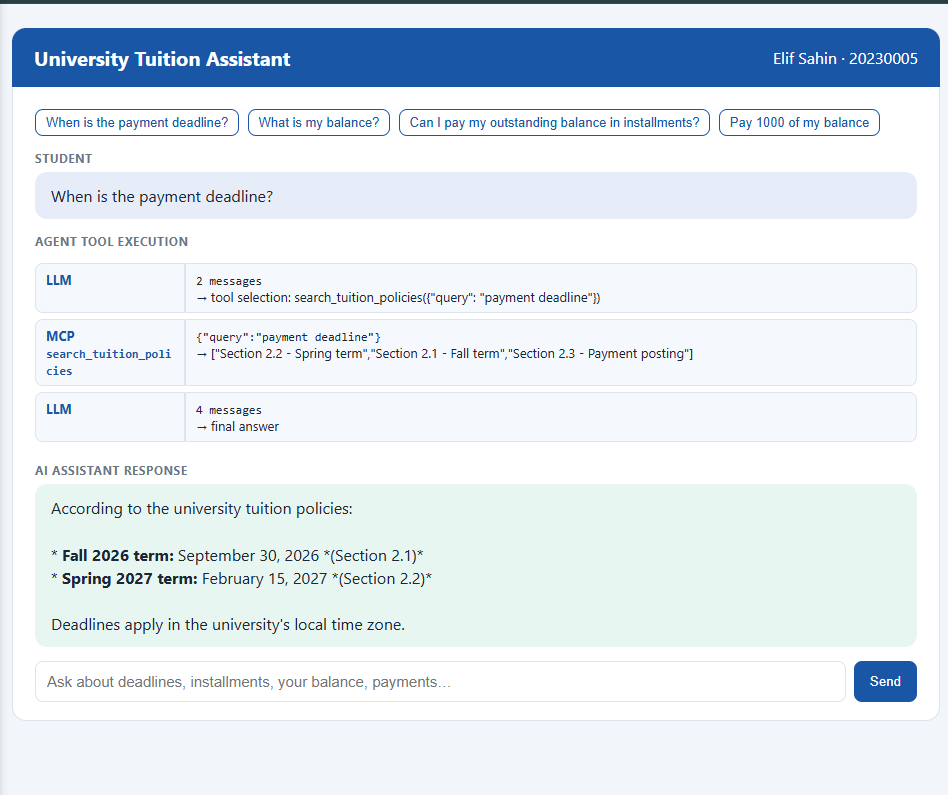 University Tuition Assistant
Elif Sahin · 20230005
When is the payment deadline?
What is my balance?
Can I pay my outstanding balance in installments?
Pay 1000 of my balance
STUDENT
When is the payment deadline?
AGENT TOOL EXECUTION
LLM
2 messages
→ tool selection: search_tuition_policies({"query": "payment deadline"})
MCP
search_tuition_poli
cies
{"query":"payment deadline"}
→ ["Section 2.2 - Spring term","Section 2.1 - Fall term","Section 2.3 - Payment posting"]
LLM
4 messages
→ final answer
AI ASSISTANT RESPONSE
According to the university tuition policies:
* Fall 2026 term: September 30, 2026 *(Section 2.1)*
* Spring 2027 term: February 15, 2027 *(Section 2.2)*
Deadlines apply in the university's local time zone.
Ask about deadlines, installments, your balance, payments...
Send